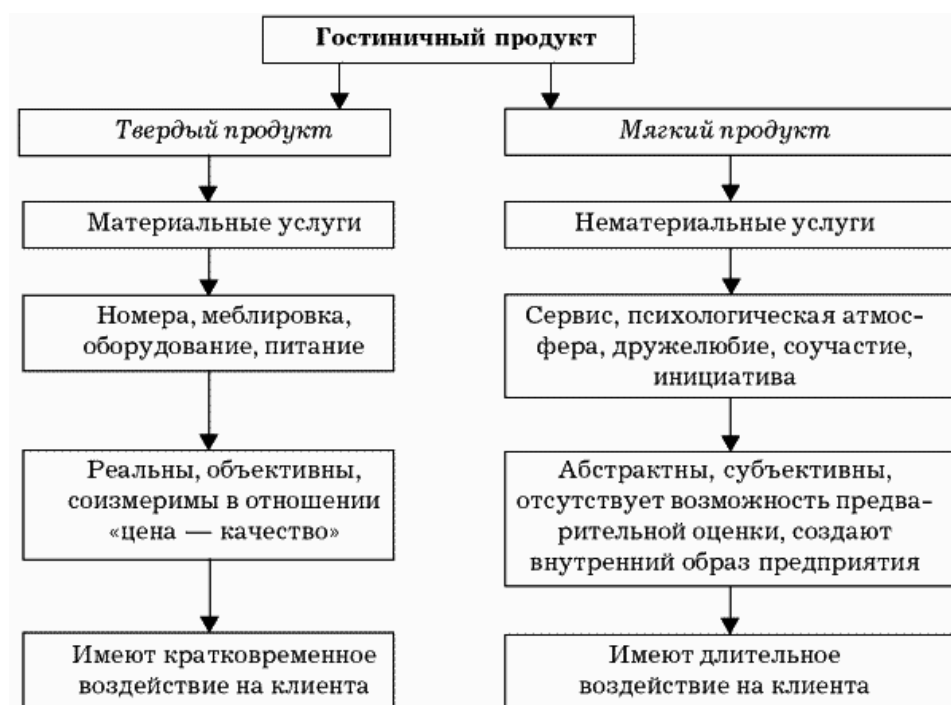 Гостиничный продукт
Твердый продукт
Материальные услуги
Номера, меблировка,
оборудование, питание
Реальны, объективны,
соизмеримы в отношении
«цена — качество»
Имеют кратковременное
воздействие на клиента
Мягкий продукт
Нематериальные услуги
Сервис, психологическая атмос-
фера, дружелюбие, соучастие,
инициатива
Абстрактны, субъективны,
отсутствует возможность предва-
рительной оценки, создают
внутренний образ предприятия
Имеют длительное
воздействие на клиента